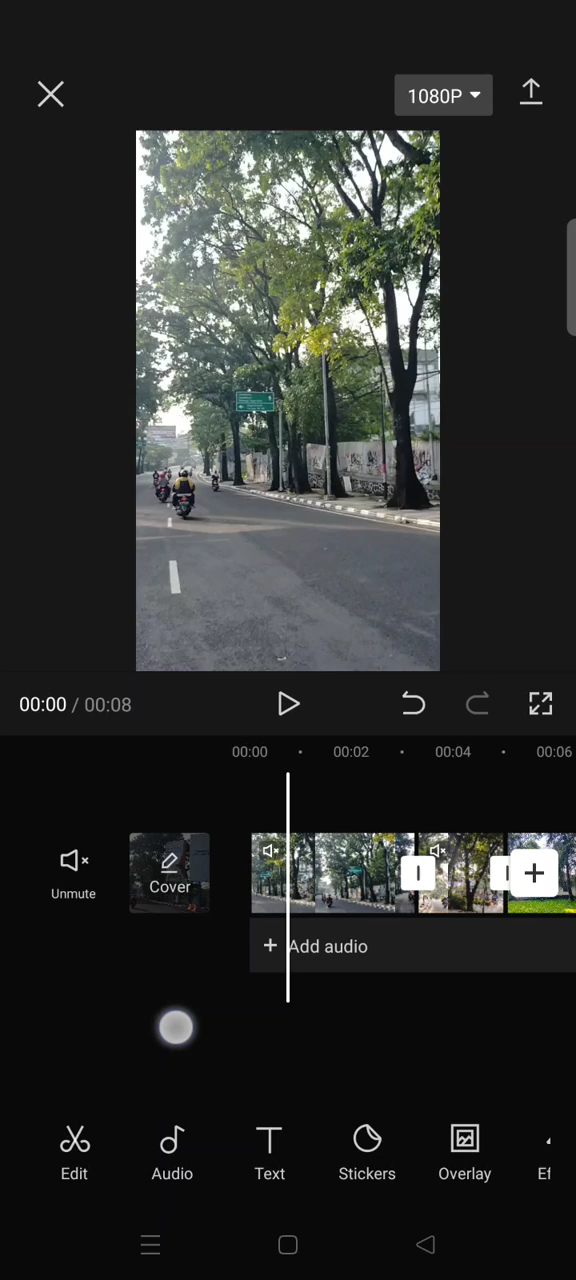 1080P
00:00 / 00:08
00:00 00:02 00:04 00:06
Unmute
Cover
+ Add audio
Edit Audio Text Stickers Overlay Ef